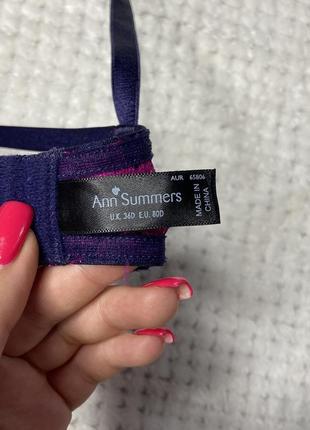 Ann Summers
U.K. 36D E.U. 80D
AUR 65806
MADE IN
CHINA